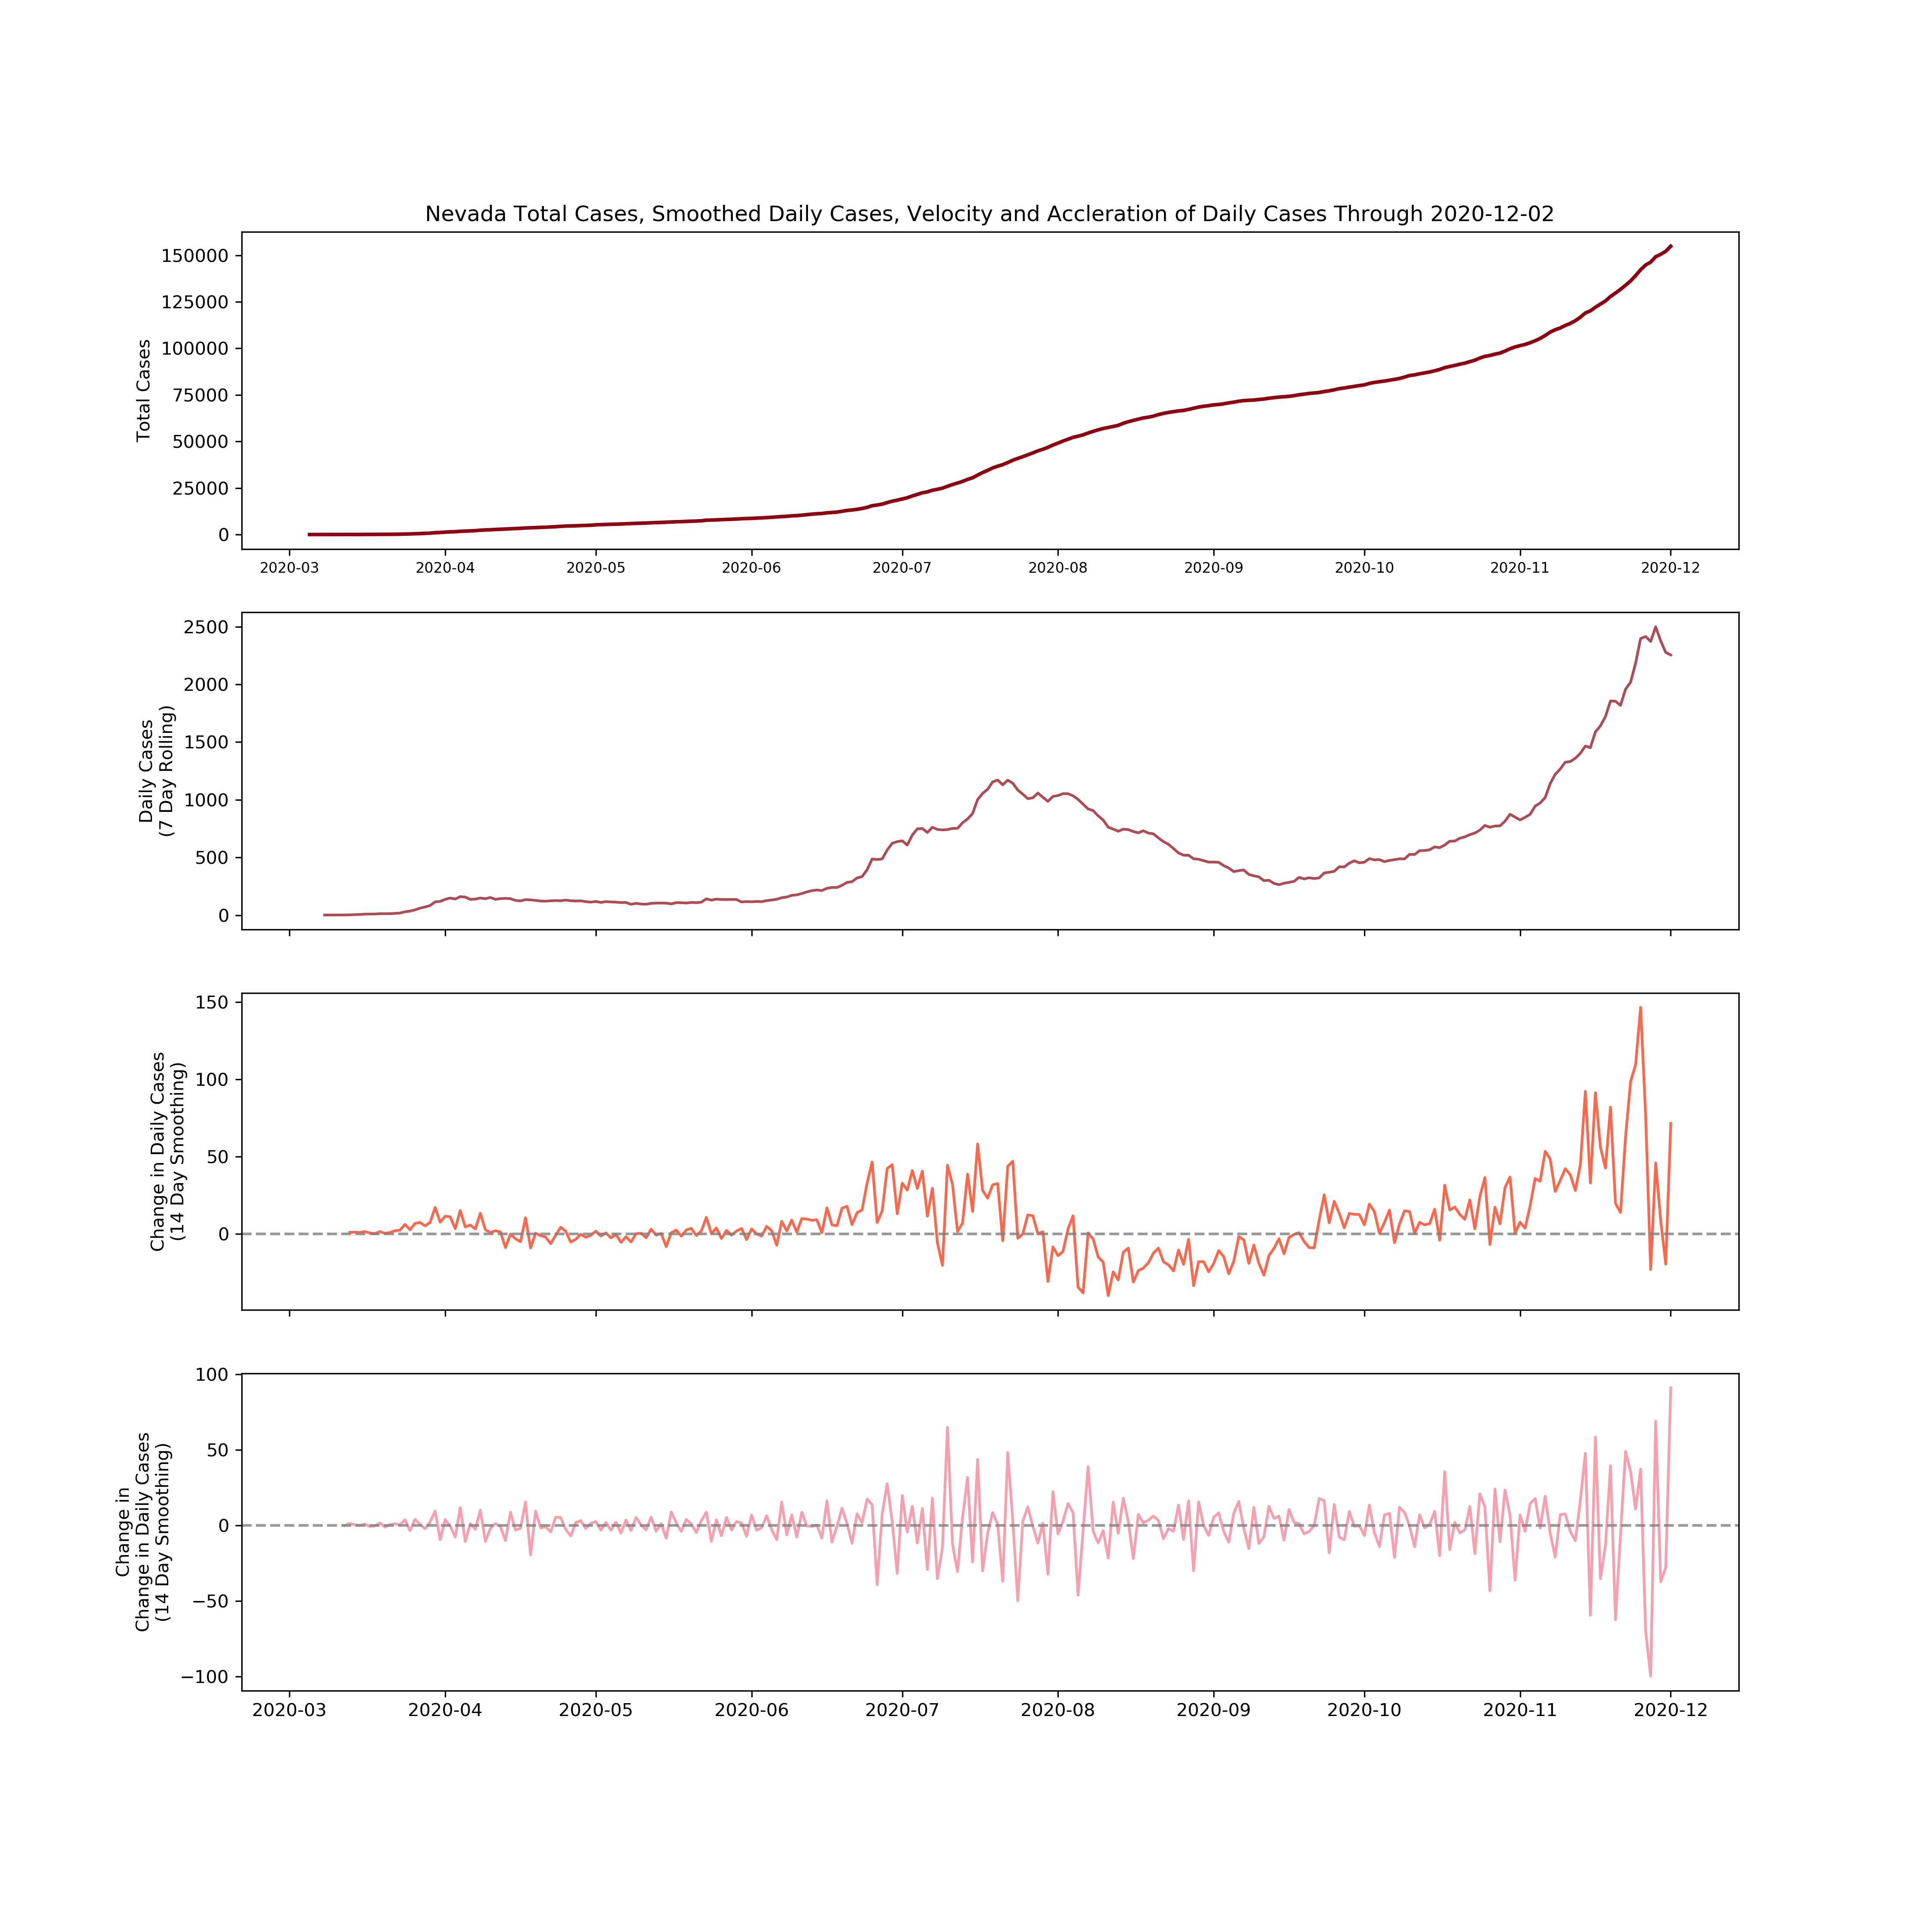 Nevada Total Cases, Smoothed Daily Cases, Velocity and Accleration of Daily Cases Through 2020-12-02
Total Cases
150000
125000
100000
75000
50000
25000
0
2020-03 2020-04 2020-05 2020-06 2020-07 2020-08 2020-09 2020-10 2020-11 2020-12
Daily Cases
(7 Day Rolling)
2500
2000
1500
1000
500
0
Change in Daily Cases
(14 Day Smoothing)
150
100
50
0
Change in
Change in Daily Cases
(14 Day Smoothing)
100
50
0
−50
−100
2020-03 2020-04 2020-05 2020-06 2020-07 2020-08 2020-09 2020-10 2020-11 2020-12